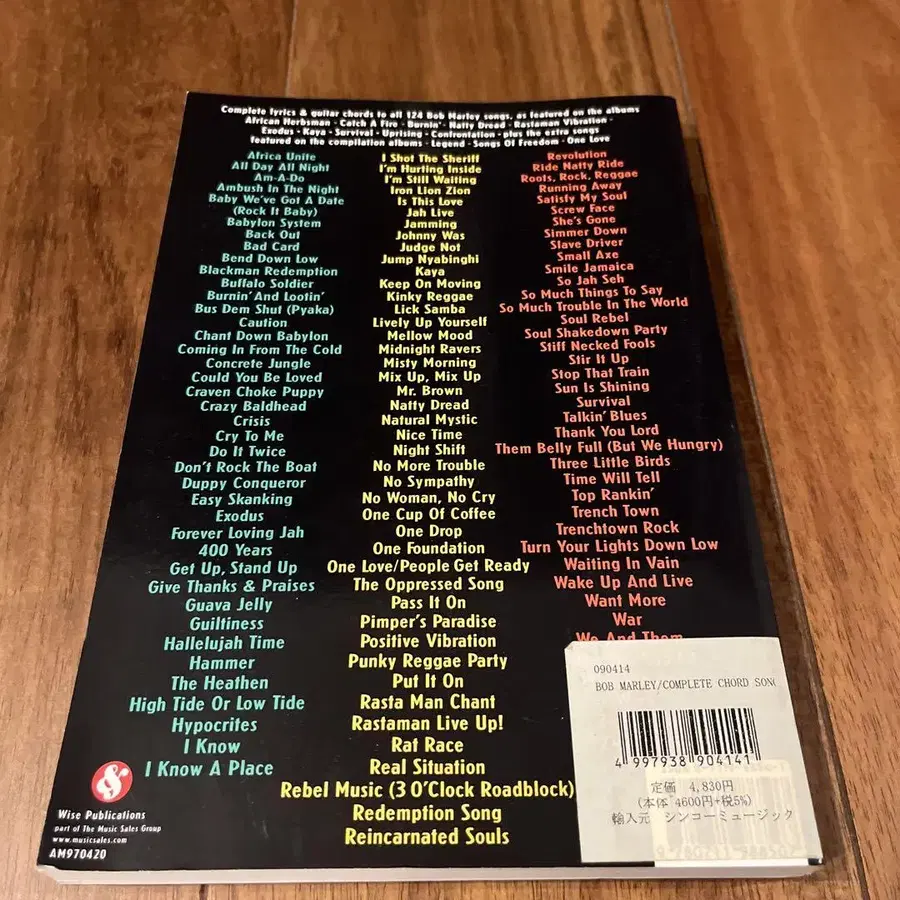 Complete lyrics & guitar chords to all 124 Bob Marley songs, as featured on the albums
African Herbsman · Catch A Fire · Burnin' · Natty Dread · Rastaman Vibration ·
Exodus · Kaya · Survival · Uprising · Confrontation · plus the extra songs
featured on the compilation albums · Legend · Songs Of Freedom · One Love
Africa Unite
All Day All Night
Am-A-Do
Ambush In The Night
Baby We've Got A Date
(Rock It Baby)
Babylon System
Back Out
Bad Card
Bend Down Low
Blackman Redemption
Buffalo Soldier
Burnin' And Lootin'
Bus Dem Shut (Pyaka)
Caution
Chant Down Babylon
Coming In From The Cold
Concrete Jungle
Could You Be Loved
Craven Choke Puppy
Crazy Baldhead
Crisis
Cry To Me
Do It Twice
Don't Rock The Boat
Duppy Conqueror
Easy Skanking
Exodus
Forever Loving Jah
400 Years
Get Up, Stand Up
Give Thanks & Praises
Guava Jelly
Guiltiness
Hallelujah Time
Hammer
The Heathen
High Tide Or Low Tide
Hypocrites
I Know
I Know A Place
I Shot The Sheriff
I'm Hurting Inside
I'm Still Waiting
Iron Lion Zion
Is This Love
Jah Live
Jamming
Johnny Was
Judge Not
Jump Nyabinghi
Kaya
Keep On Moving
Kinky Reggae
Lick Samba
Lively Up Yourself
Mellow Mood
Midnight Ravers
Misty Morning
Mix Up, Mix Up
Mr. Brown
Natty Dread
Natural Mystic
Nice Time
Night Shift
No More Trouble
No Sympathy
No Woman, No Cry
One Cup Of Coffee
One Drop
One Foundation
One Love/People Get Ready
The Oppressed Song
Pass It On
Pimper's Paradise
Positive Vibration
Punky Reggae Party
Put It On
Rasta Man Chant
Rastaman Live Up!
Rat Race
Real Situation
Rebel Music (3 O'Clock Roadblock)
Redemption Song
Reincarnated Souls
Revolution
Ride Natty Ride
Roots, Rock, Reggae
Running Away
Satisfy My Soul
Screw Face
She's Gone
Simmer Down
Slave Driver
Small Axe
Smile Jamaica
So Jah Seh
So Much Things To Say
So Much Trouble In The World
Soul Rebel
Soul Shakedown Party
Stiff Necked Fools
Stir It Up
Stop That Train
Sun Is Shining
Survival
Talkin' Blues
Thank You Lord
Them Belly Full (But We Hungry)
Three Little Birds
Time Will Tell
Top Rankin'
Trench Town
Trenchtown Rock
Turn Your Lights Down Low
Waiting In Vain
Wake Up And Live
Want More
War
We And Them
Wise Publications
part of The Music Sales Group
www.musicsales.com
AM970420
090414
BOB MARLEY/COMPLETE CHORD SONG
4 997938 904141
定価 4,830円
(本体 4600円+税5%)
輸入元 シンコーミュージック